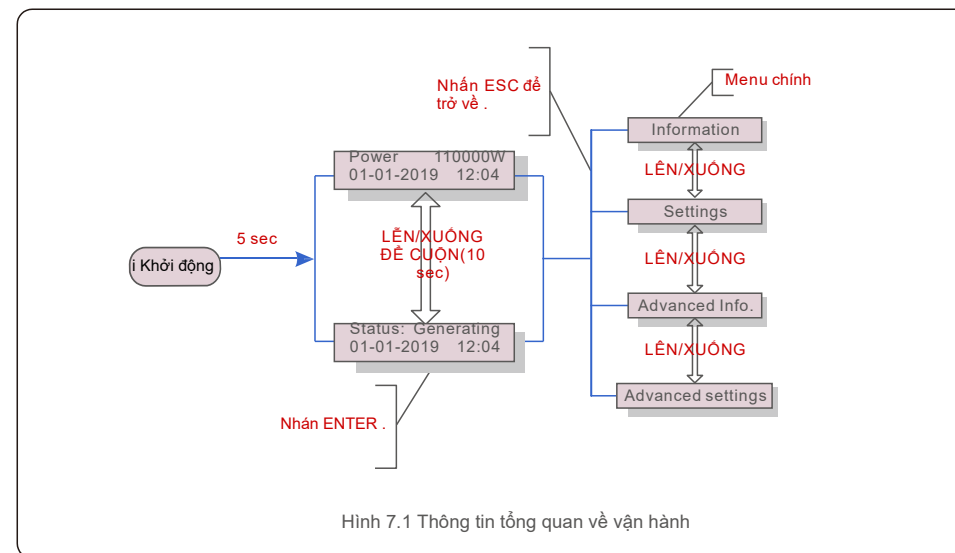 Nhấn ESC để
trở về .
Menu chính
Information
Power 110000W
01-01-2019 12:04
LÊN/XUỐNG
Settings
5 sec
LỄN/XUỐNG
ĐỂ CUỘN(10
sec)
i Khởi động
LÊN/XUỐNG
Advanced Info.
Status: Generating
01-01-2019 12:04
LÊN/XUỐNG
Advanced settings
Nhán ENTER .
Hình 7.1 Thông tin tổng quan về vận hành